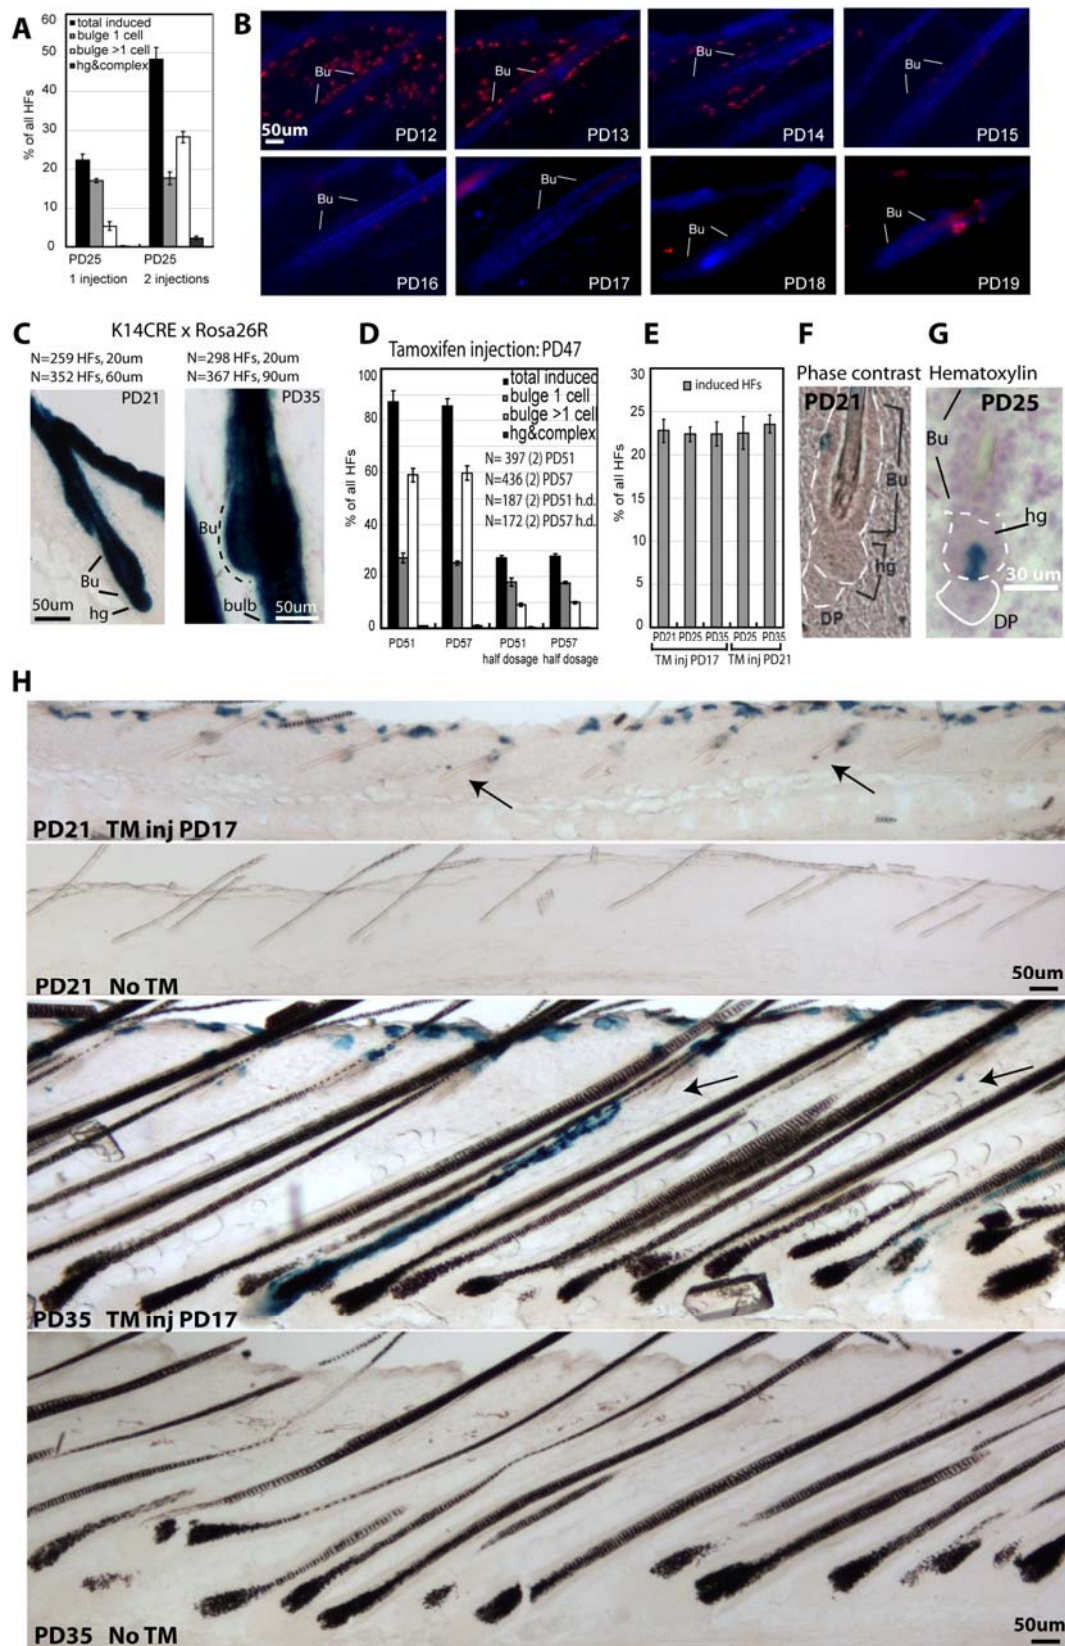 A
60
50
40
30
20
10
0
% of all HFs
total induced
bulge 1 cell
bulge >1 cell
hg&complex
PD25
PD25
1 injection
2 injections
B
Bu
50um
PD12
Bu
PD13
Bu
PD14
Bu
PD15
Bu
PD16
Bu
PD17
Bu
PD18
Bu
PD19
C
K14CRE x Rosa26R
N=259 HFs, 20um
N=352 HFs, 60um
N=298 HFs, 20um
N=367 HFs, 90um
PD21
Bu
hg
50um
PD35
Bu
bulb
50um
D
Tamoxifen injection: PD47
100
80
60
40
20
0
% of all HFs
total induced
bulge 1 cell
bulge >1 cell
hg&complex
N= 397 (2) PD51
N=436 (2) PD57
N=187 (2) PD51 h.d.
N=172 (2) PD57 h.d.
PD51
PD57
PD51
half dosage
PD57
half dosage
E
30
25
20
15
10
5
0
% of all HFs
induced HFs
PD21
PD25
PD35
PD25
PD35
TM inj PD17
TM inj PD21
F
Phase contrast
PD21
Bu
hg
DP
G
Hematoxylin
PD25
Bu
hg
30 um
DP
H
PD21 TM inj PD17
PD21 No TM
50um
PD35 TM inj PD17
PD35 No TM
50um